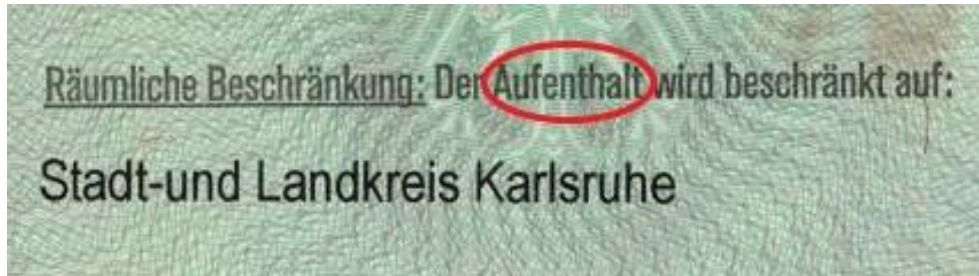 Räumliche Beschränkung: Der Aufenthalt wird beschränkt auf:
Stadt-und Landkreis Karlsruhe